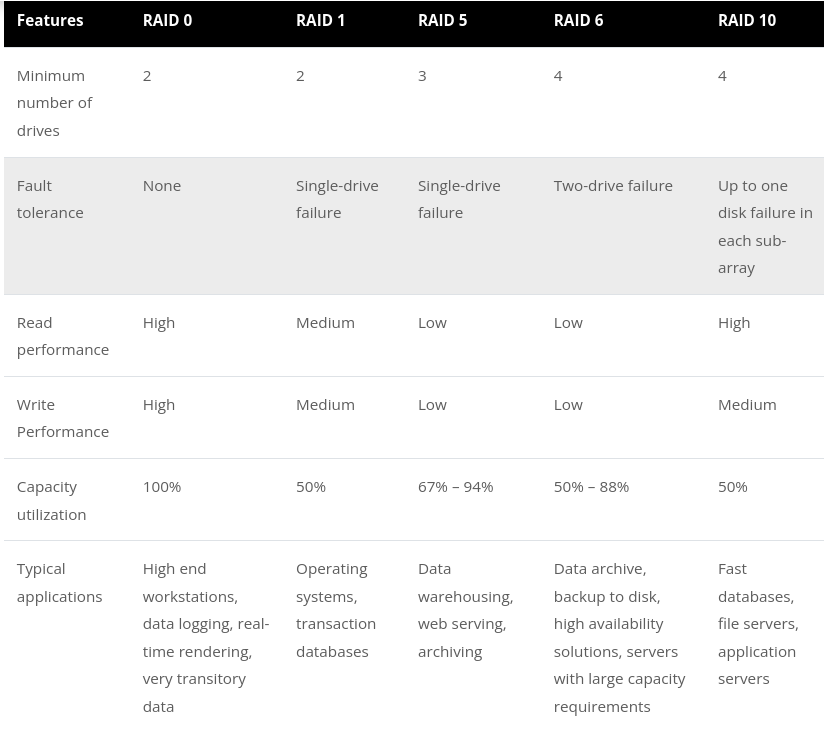 Features RAID 0 RAID 1 RAID 5 RAID 6 RAID 10
Minimum 2 2 3 4 4
number of
drives
Fault None Single-drive Single-drive Two-drive failure Up to one
tolerance failure failure disk failure in
each sub-
array
Read High Medium Low Low High
performance
Write High Medium Low Low Medium
Performance
Capacity 100% 50% 67% – 94% 50% – 88% 50%
utilization
Typical High end Operating Data Data archive, Fast
applications workstations, systems, warehousing, backup to disk, databases,
data logging, real- transaction web serving, high availability file servers,
time rendering, databases archiving solutions, servers application
very transitory with large capacity servers
data requirements